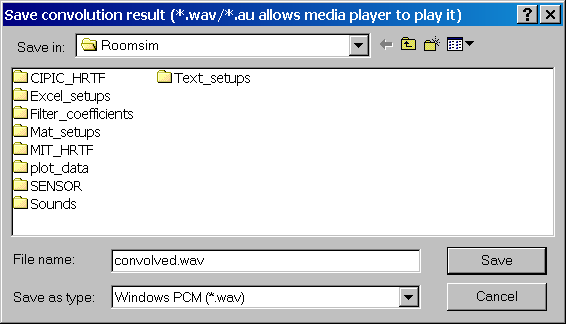 Save convolution result (*.wav/*.au allows media player to play it)
Save in: Roomsim
CIPIC_HRTF Text_setups
Excel_setups
Filter_coefficients
Mat_setups
MIT_HRTF
plot_data
SENSOR
Sounds
File name: convolved.wav Save
Save as type: Windows PCM (*.wav) Cancel